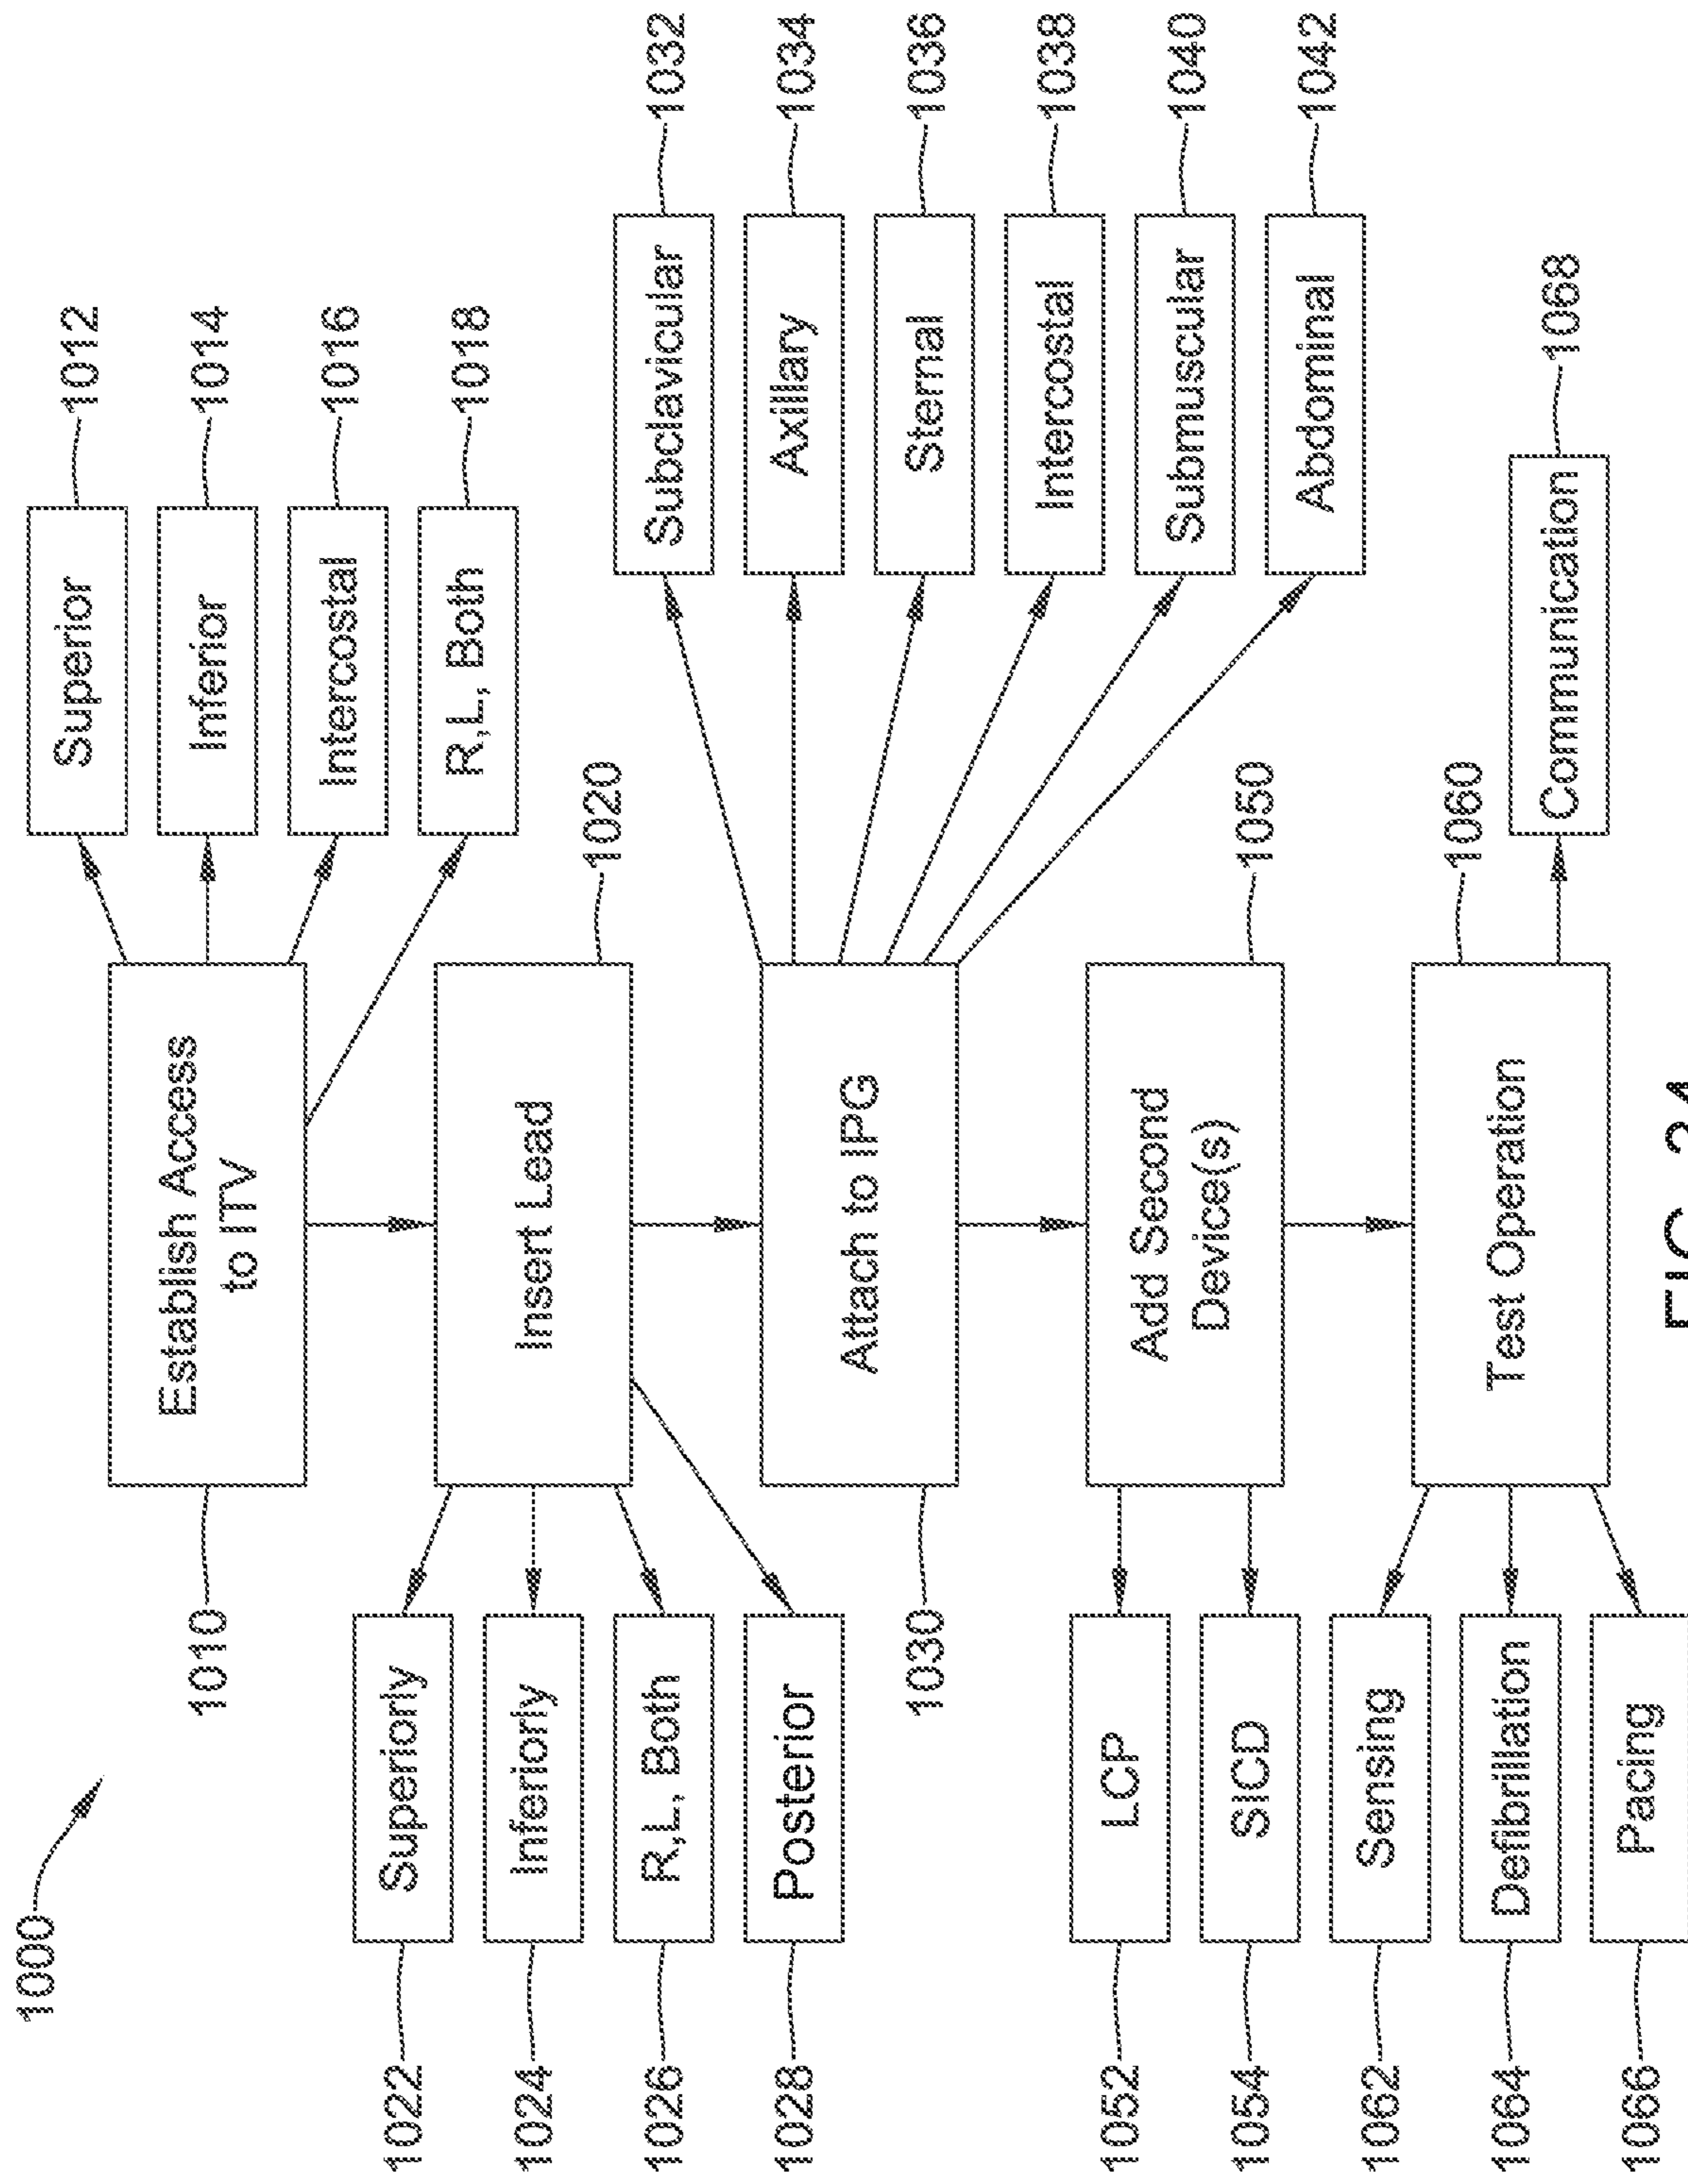 1000
Superior
1012
1010
Establish Access
to ITV
Inferior
1014
Intercostal
1016
R,L, Both
1018
1022
Superiorly
1024
Inferiorly
Insert Lead
1020
1026
R,L, Both
1028
Posterior
Subclavicular
1032
Axillary
1034
1030
Attach to IPG
Sternal
1036
Intercostal
1038
Submuscular
1040
Abdominal
1042
1052
LCP
1054
SICD
Add Second
Device(s)
1050
1062
Sensing
1064
Defibrillation
1066
Pacing
Test Operation
1060
Communication
1068
FIG.